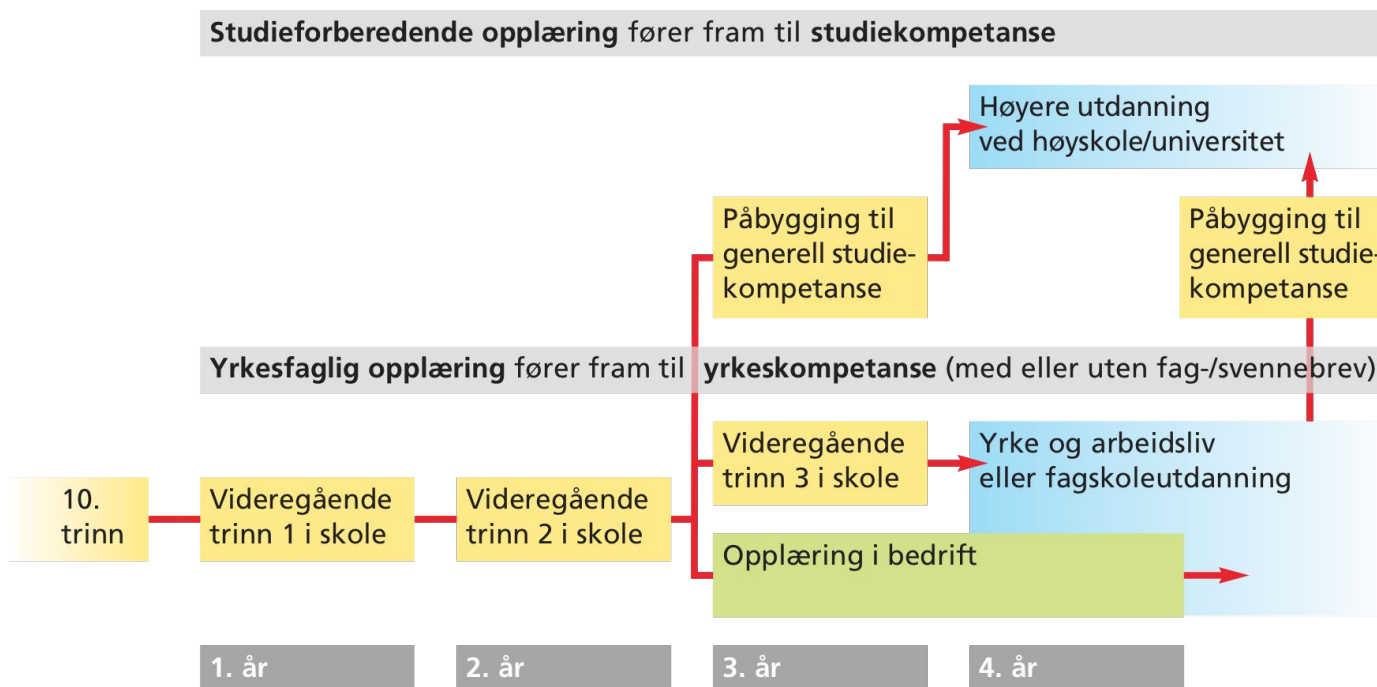 Studieforberedende opplæring fører fram til studiekompetanse
Høyere utdanning
ved høyskole/universitet
Påbygging til
generell studie-
kompetanse
Påbygging til
generell studie-
kompetanse
Yrkesfaglig opplæring fører fram til yrkeskompetanse (med eller uten fag-/svennebrev)
10.
trinn
Videregående
trinn 1 i skole
Videregående
trinn 2 i skole
Videregående
trinn 3 i skole
Yrke og arbeidsliv
eller fagskoleutdanning
Opplæring i bedrift
1. år
2. år
3. år
4. år